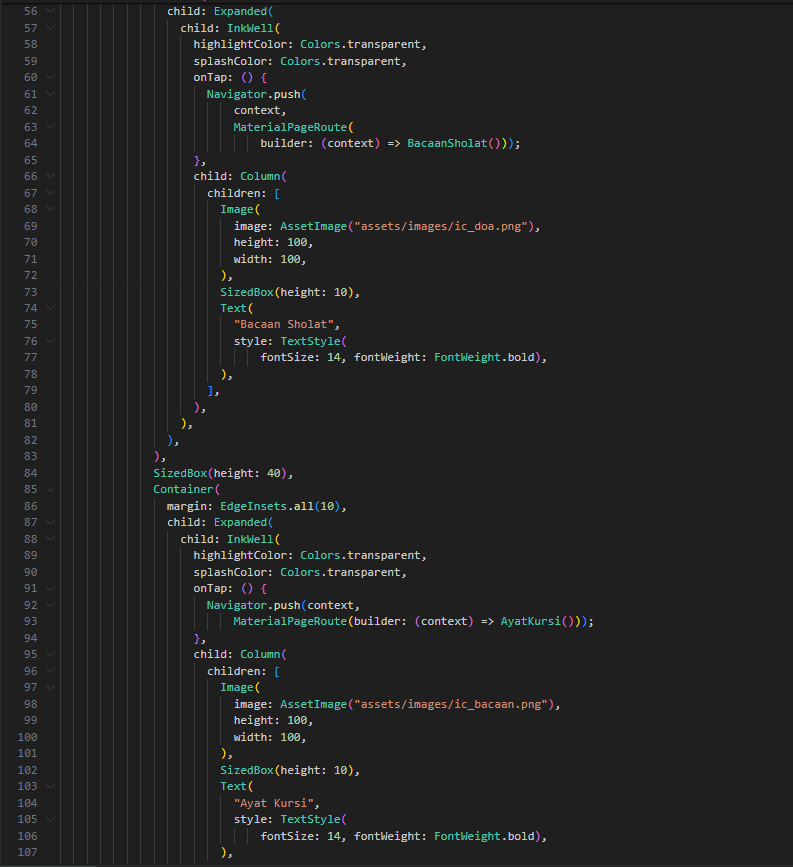 56 child: Expanded(
57 child: InkWell(
58 highlightColor: Colors.transparent,
59 splashColor: Colors.transparent,
60 onTap: () {
61 Navigator.push(
62 context,
63 MaterialPageRoute(
64 builder: (context) => BacaanSholat()));
65 },
66 child: Column(
67 children: [
68 Image(
69 image: AssetImage("assets/images/ic_doa.png"),
70 height: 100,
71 width: 100,
72 ),
73 SizedBox(height: 10),
74 Text(
75 "Bacaan Sholat",
76 style: TextStyle(
77 fontSize: 14, fontWeight: FontWeight.bold),
78 ),
79 ],
80 ),
81 ),
82 ),
83 ),
84 SizedBox(height: 40),
85 Container(
86 margin: EdgeInsets.all(10),
87 child: Expanded(
88 child: InkWell(
89 highlightColor: Colors.transparent,
90 splashColor: Colors.transparent,
91 onTap: () {
92 Navigator.push(context,
93 MaterialPageRoute(builder: (context) => AyatKursi()));
94 },
95 child: Column(
96 children: [
97 Image(
98 image: AssetImage("assets/images/ic_bacaan.png"),
99 height: 100,
100 width: 100,
101 ),
102 SizedBox(height: 10),
103 Text(
104 "Ayat Kursi",
105 style: TextStyle(
106 fontSize: 14, fontWeight: FontWeight.bold),
107 ),